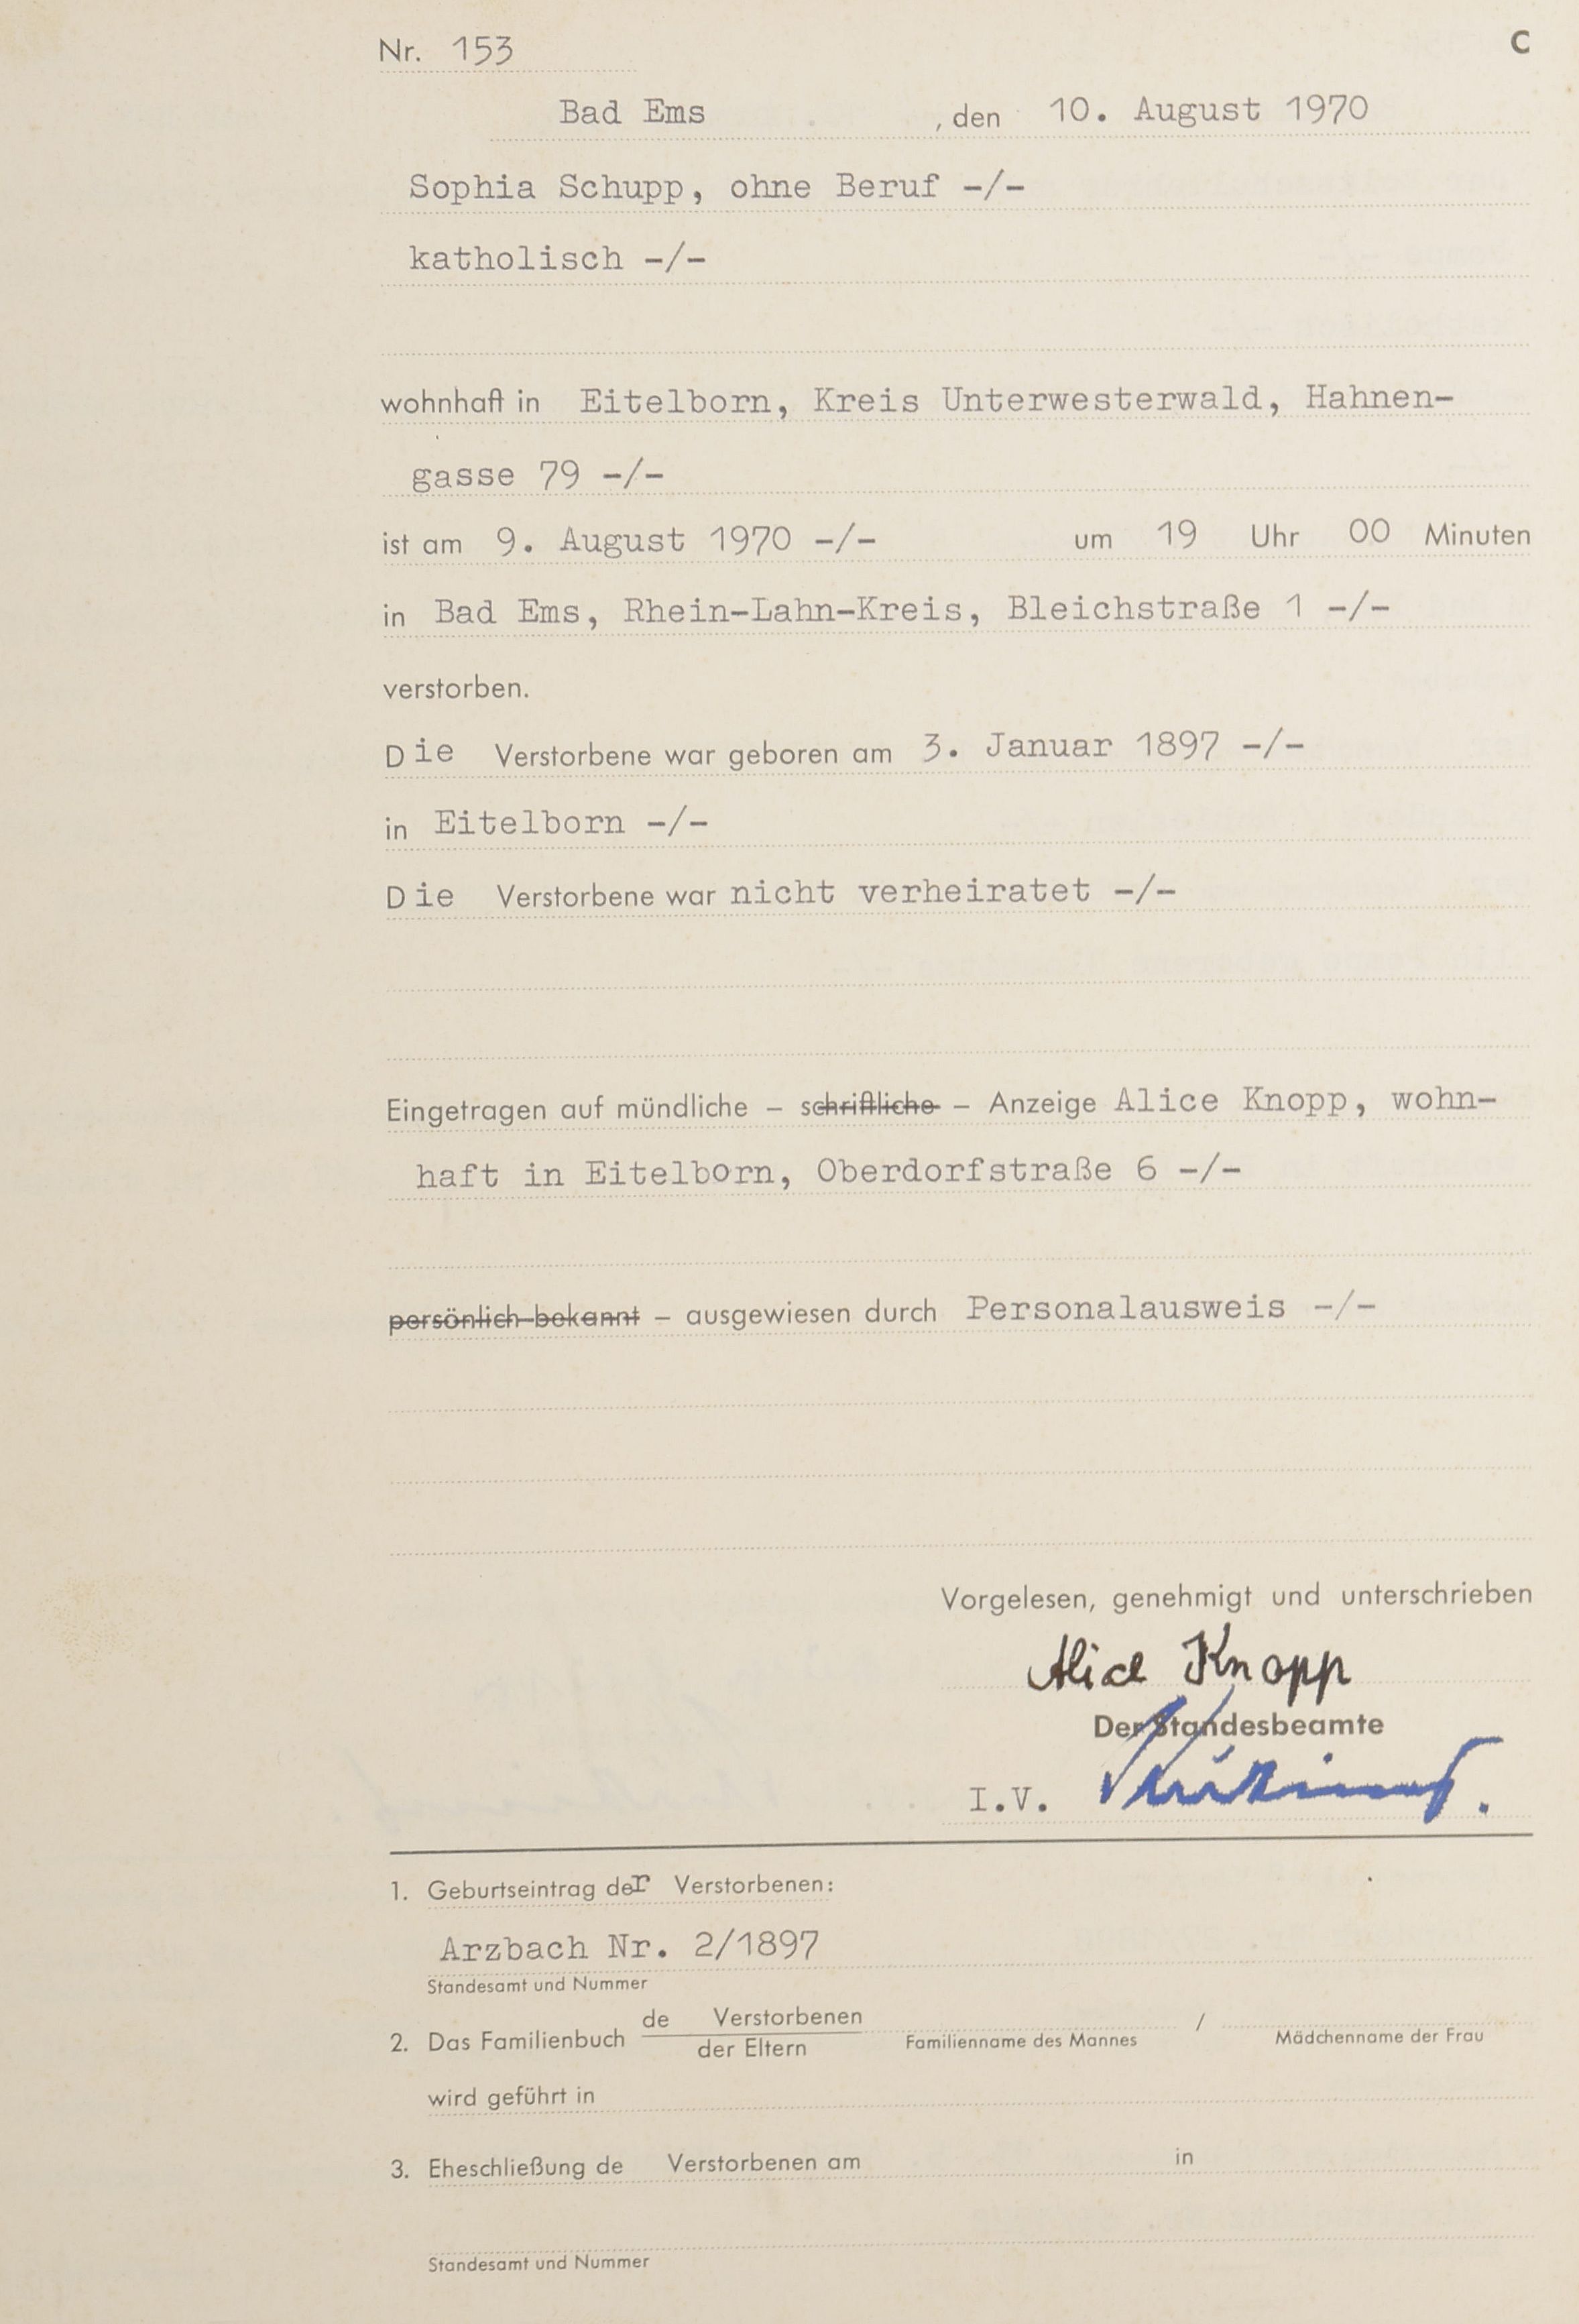 Nr. 153
C
Bad Ems , den 10. August 1970
Sophia Schupp, ohne Beruf -/-
katholisch -/-
wohnhaft in Eitelborn, Kreis Unterwesterwald, Hahnen-
gasse 79 -/-
ist am 9. August 1970 -/- um 19 Uhr 00 Minuten
in Bad Ems, Rhein-Lahn-Kreis, Bleichstraße 1 -/-
verstorben.
Die Verstorbene war geboren am 3. Januar 1897 -/-
in Eitelborn -/-
Die Verstorbene war nicht verheiratet -/-
Eingetragen auf mündliche – schriftliche – Anzeige Alice Knopp, wohn-
haft in Eitelborn, Oberdorfstraße 6 -/-
persönlich bekannt – ausgewiesen durch Personalausweis -/-
Vorgelesen, genehmigt und unterschrieben
Alice Knopp
Der Standesbeamte
I.V.
1. Geburtseintrag der Verstorbenen:
Arzbach Nr. 2/1897
Standesamt und Nummer
2. Das Familienbuch de Verstorbenen
der Eltern
/
Familienname des Mannes Mädchenname der Frau
wird geführt in
3. Eheschließung de Verstorbenen am in
Standesamt und Nummer